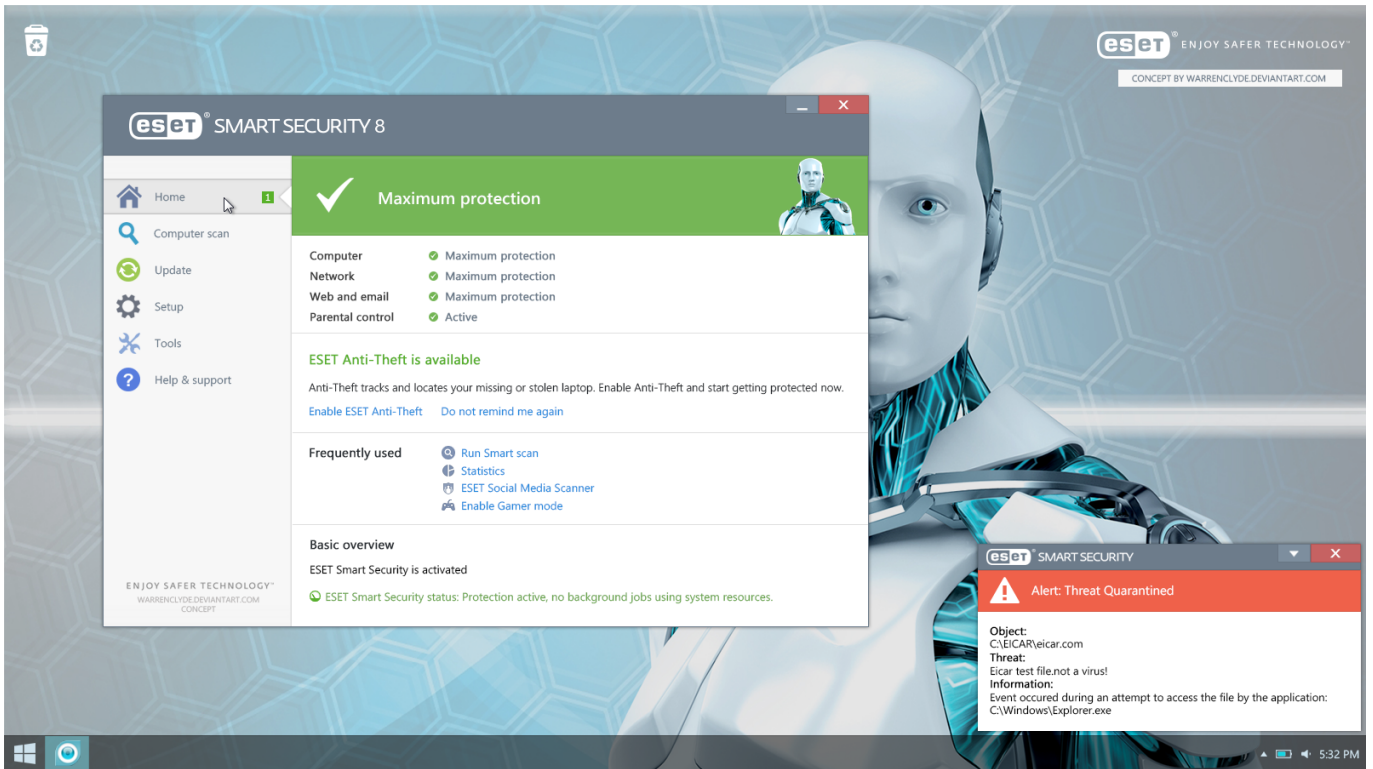 eset® ENJOY SAFER TECHNOLOGY™
CONCEPT BY WARRENCLYDE.DEVIANTART.COM
eset® SMART SECURITY 8
Home 1
Computer scan
Update
Setup
Tools
Help & support
ENJOY SAFER TECHNOLOGY™
WARRENCLYDE.DEVIANTART.COM
CONCEPT
Maximum protection
Computer Maximum protection
Network Maximum protection
Web and email Maximum protection
Parental control Active
ESET Anti-Theft is available
Anti-Theft tracks and locates your missing or stolen laptop. Enable Anti-Theft and start getting protected now.
Enable ESET Anti-Theft Do not remind me again
Frequently used Run Smart scan
Statistics
ESET Social Media Scanner
Enable Gamer mode
Basic overview
ESET Smart Security is activated
ESET Smart Security status: Protection active, no background jobs using system resources.
eset® SMART SECURITY
Alert: Threat Quarantined
Object:
C:\EICAR\eicar.com
Threat:
Eicar test file.not a virus!
Information:
Event occured during an attempt to access the file by the application:
C:\Windows\Explorer.exe
5:32 PM